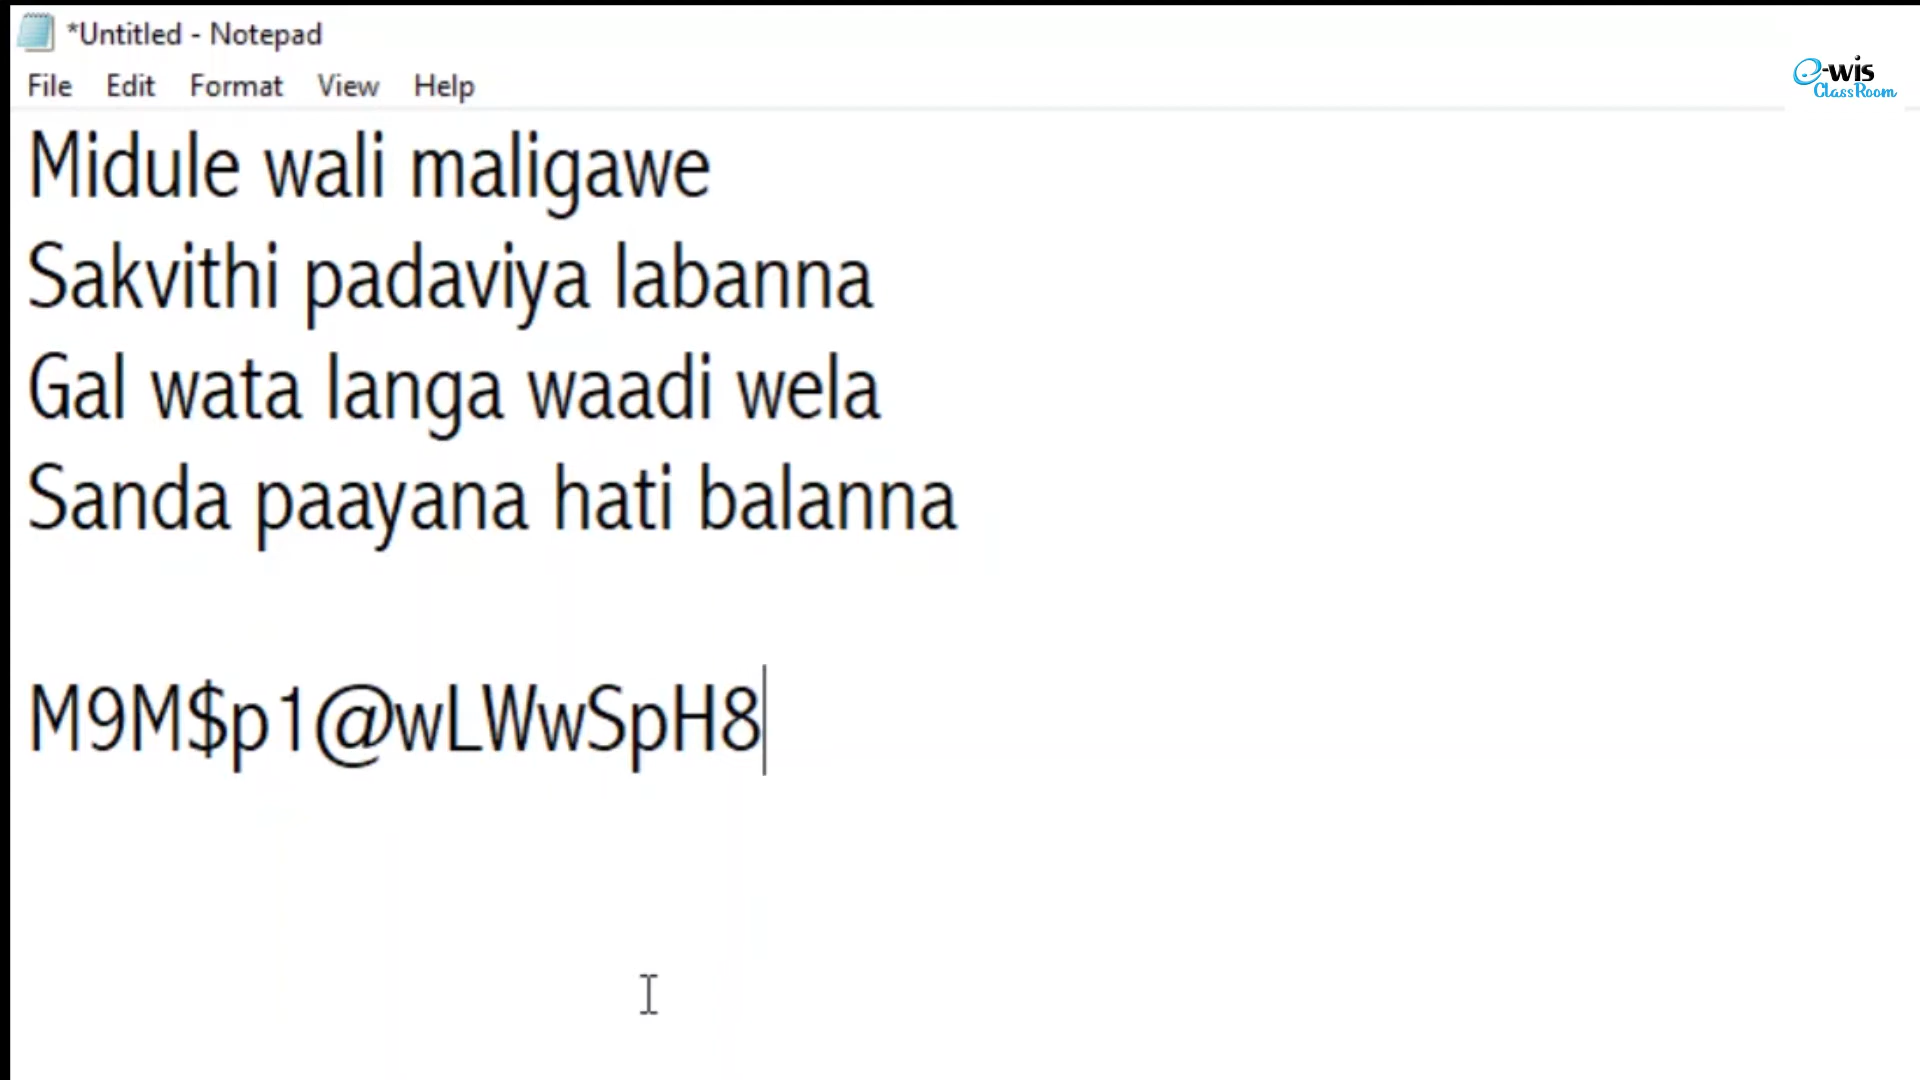 *Untitled - Notepad
File Edit Format View Help
e-wis
ClassRoom
Midule wali maligawe
Sakvithi padaviya labanna
Gal wata langa waadi wela
Sanda paayana hati balanna
M9M$p1@wLWwSpH8